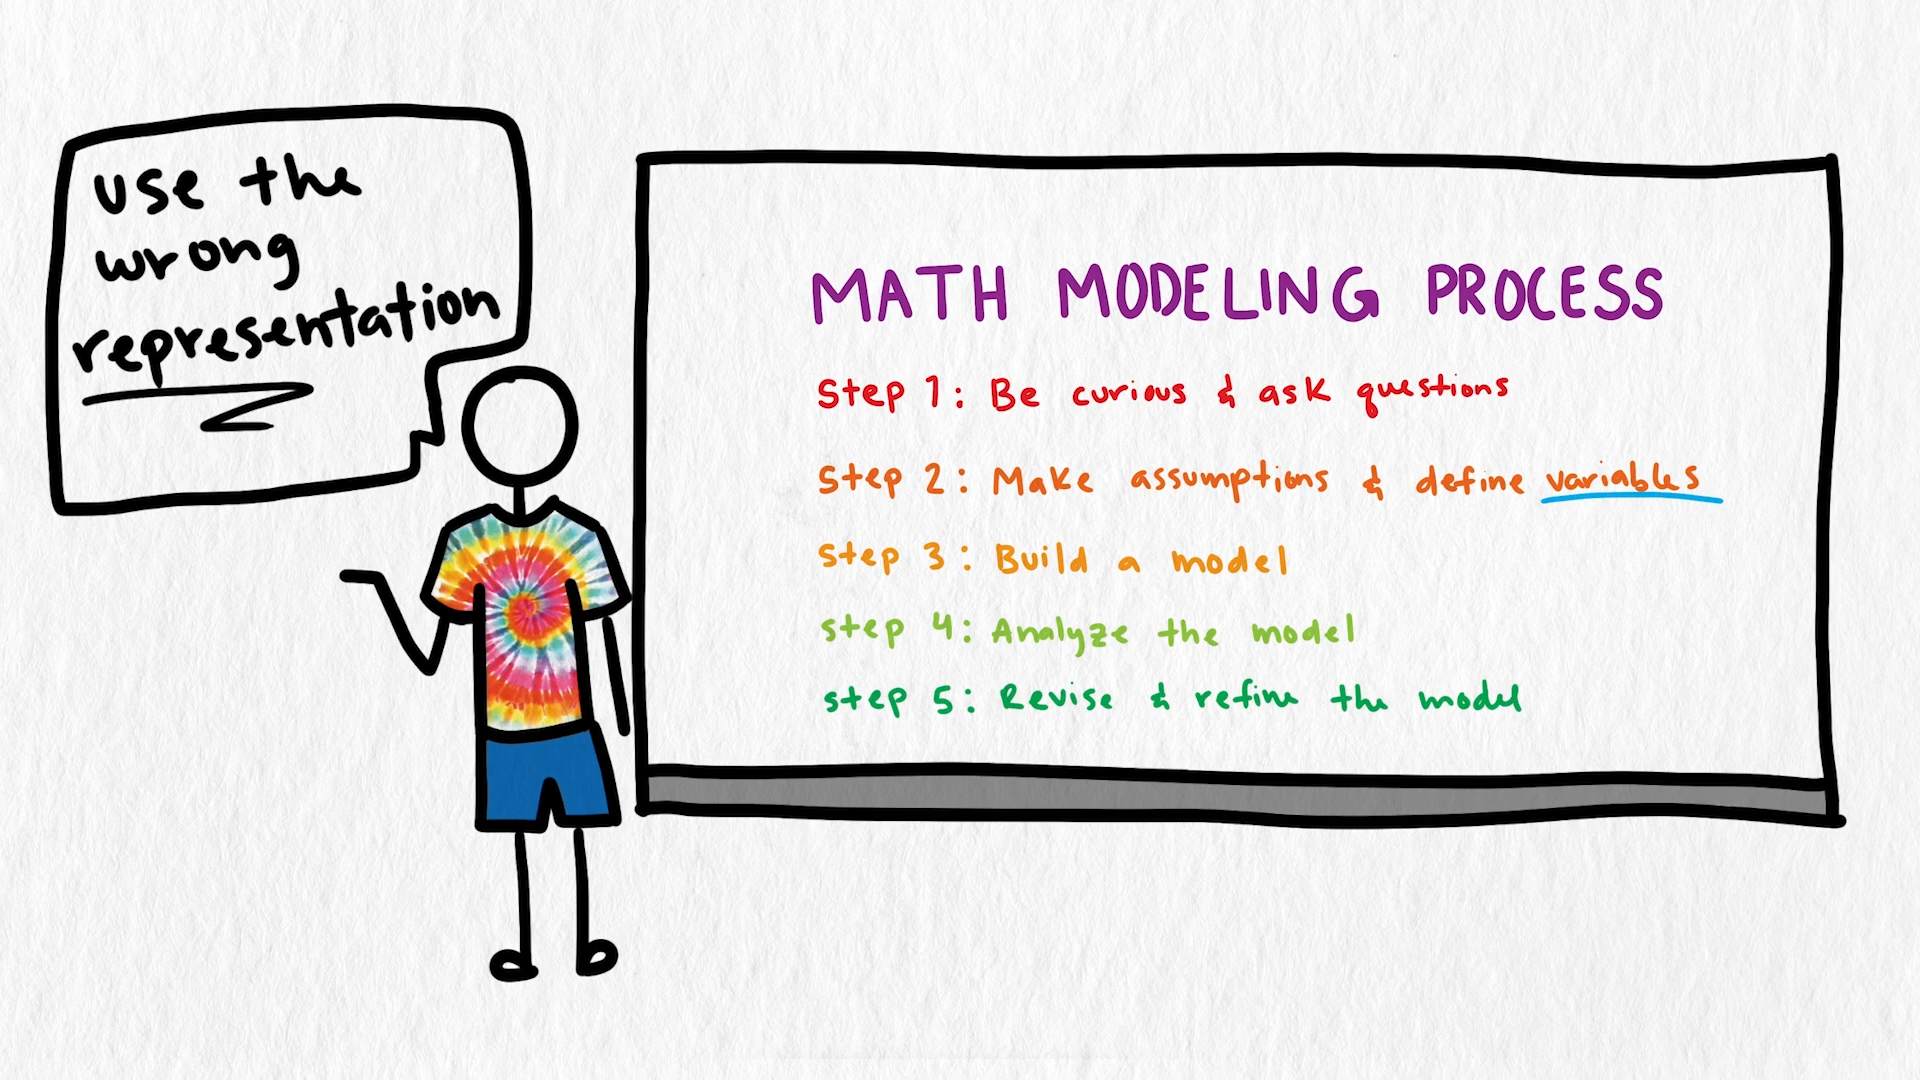 use the
wrong
representation
MATH MODELING PROCESS
Step 1: Be curious & ask questions
Step 2: Make assumptions & define variables
Step 3: Build a model
step 4: Analyze the model
step 5: Revise & refine the model